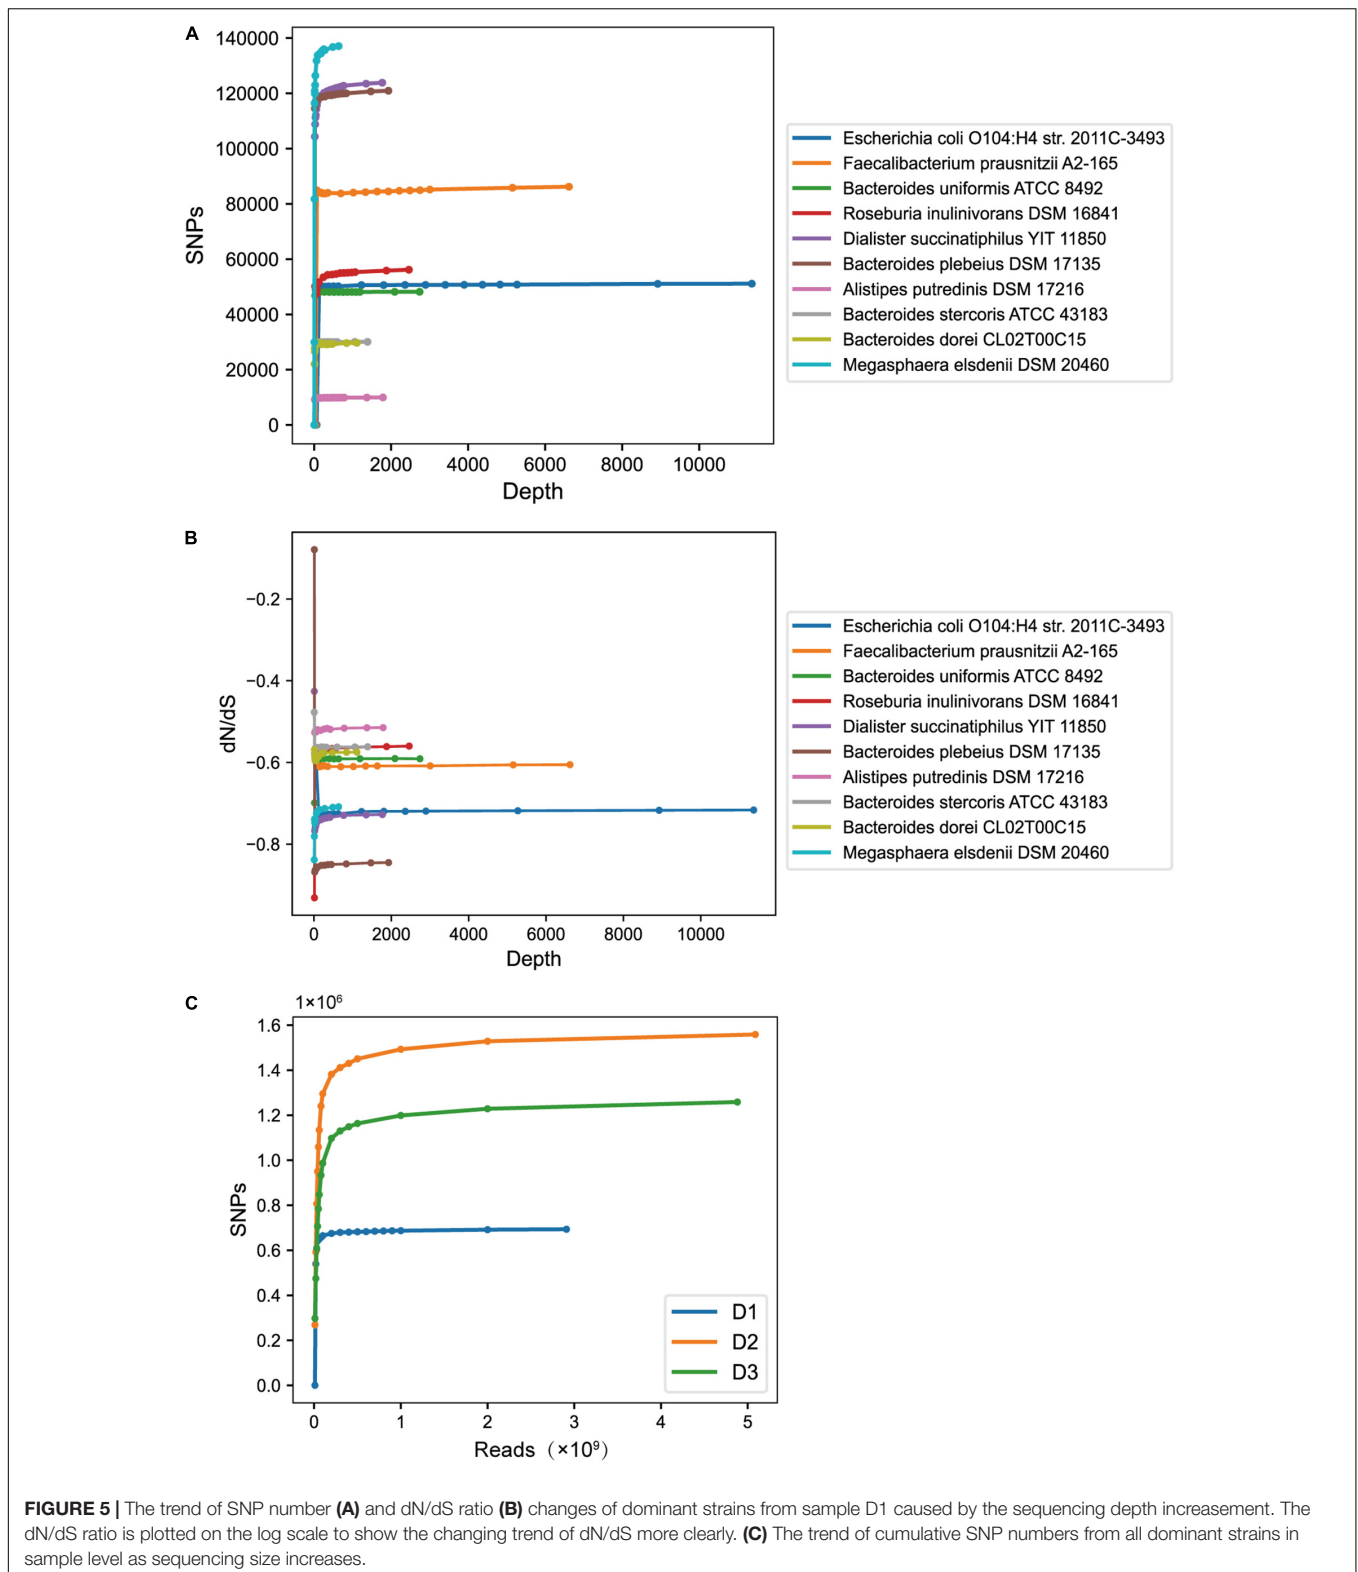 A
140000
120000
100000
80000
60000
40000
20000
0
SNPs
0 2000 4000 6000 8000 10000
Depth
Escherichia coli O104:H4 str. 2011C-3493
Faecalibacterium prausnitzii A2-165
Bacteroides uniformis ATCC 8492
Roseburia inulinivorans DSM 16841
Dialister succinatiphilus YIT 11850
Bacteroides plebeius DSM 17135
Alistipes putredinis DSM 17216
Bacteroides stercoris ATCC 43183
Bacteroides dorei CL02T00C15
Megasphaera elsdenii DSM 20460
B
−0.2
−0.4
−0.6
−0.8
dN/dS
0 2000 4000 6000 8000 10000
Depth
Escherichia coli O104:H4 str. 2011C-3493
Faecalibacterium prausnitzii A2-165
Bacteroides uniformis ATCC 8492
Roseburia inulinivorans DSM 16841
Dialister succinatiphilus YIT 11850
Bacteroides plebeius DSM 17135
Alistipes putredinis DSM 17216
Bacteroides stercoris ATCC 43183
Bacteroides dorei CL02T00C15
Megasphaera elsdenii DSM 20460
C
1×10⁶
1.6
1.4
1.2
1.0
0.8
0.6
0.4
0.2
0.0
SNPs
D1
D2
D3
0 1 2 3 4 5
Reads (×10⁹)
FIGURE 5 | The trend of SNP number (A) and dN/dS ratio (B) changes of dominant strains from sample D1 caused by the sequencing depth increasement. The
dN/dS ratio is plotted on the log scale to show the changing trend of dN/dS more clearly. (C) The trend of cumulative SNP numbers from all dominant strains in
sample level as sequencing size increases.